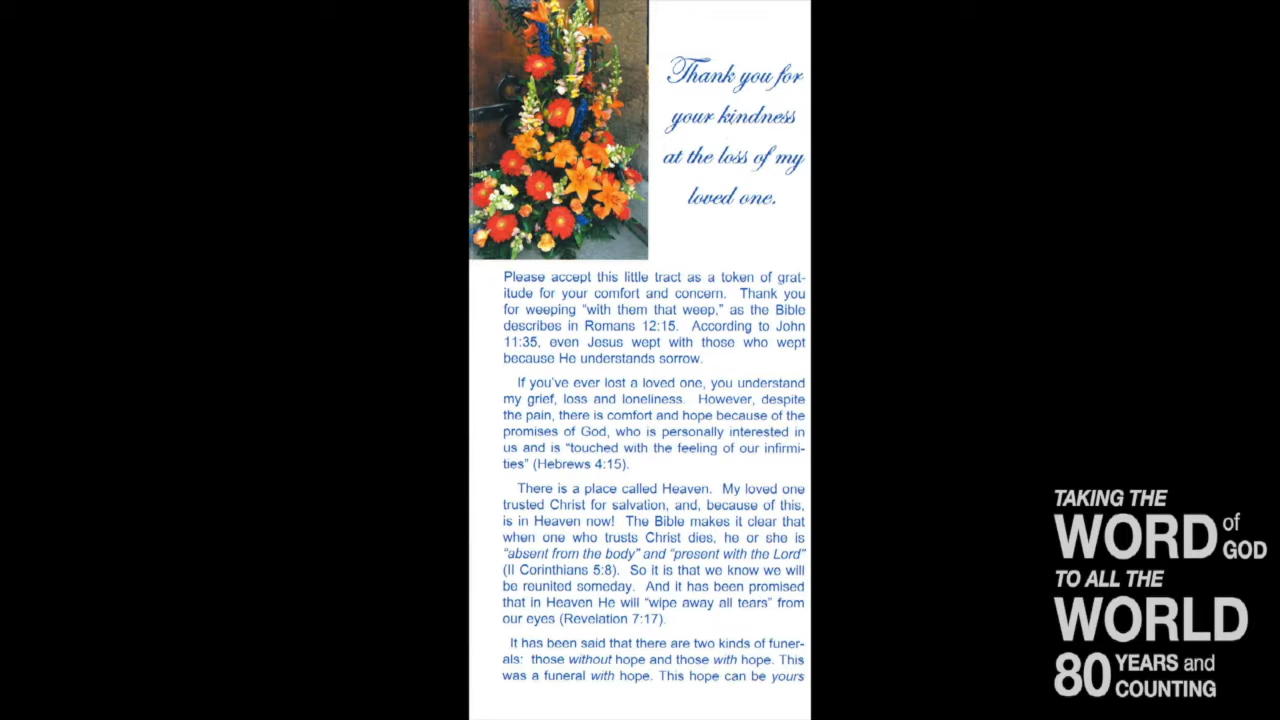 Thank you for
your kindness
at the loss of my
loved one.
Please accept this little tract as a token of grat-
itude for your comfort and concern. Thank you
for weeping “with them that weep,” as the Bible
describes in Romans 12:15. According to John
11:35, even Jesus wept with those who wept
because He understands sorrow.
If you’ve ever lost a loved one, you understand
my grief, loss and loneliness. However, despite
the pain, there is comfort and hope because of the
promises of God, who is personally interested in
us and is “touched with the feeling of our infirmi-
ties” (Hebrews 4:15).
There is a place called Heaven. My loved one
trusted Christ for salvation, and, because of this,
is in Heaven now! The Bible makes it clear that
when one who trusts Christ dies, he or she is
“absent from the body” and “present with the Lord”
(II Corinthians 5:8). So it is that we know we will
be reunited someday. And it has been promised
that in Heaven He will “wipe away all tears” from
our eyes (Revelation 7:17).
It has been said that there are two kinds of funer-
als: those without hope and those with hope. This
was a funeral with hope. This hope can be yours
TAKING THE
WORD of GOD
TO ALL THE
WORLD
80 YEARS and COUNTING